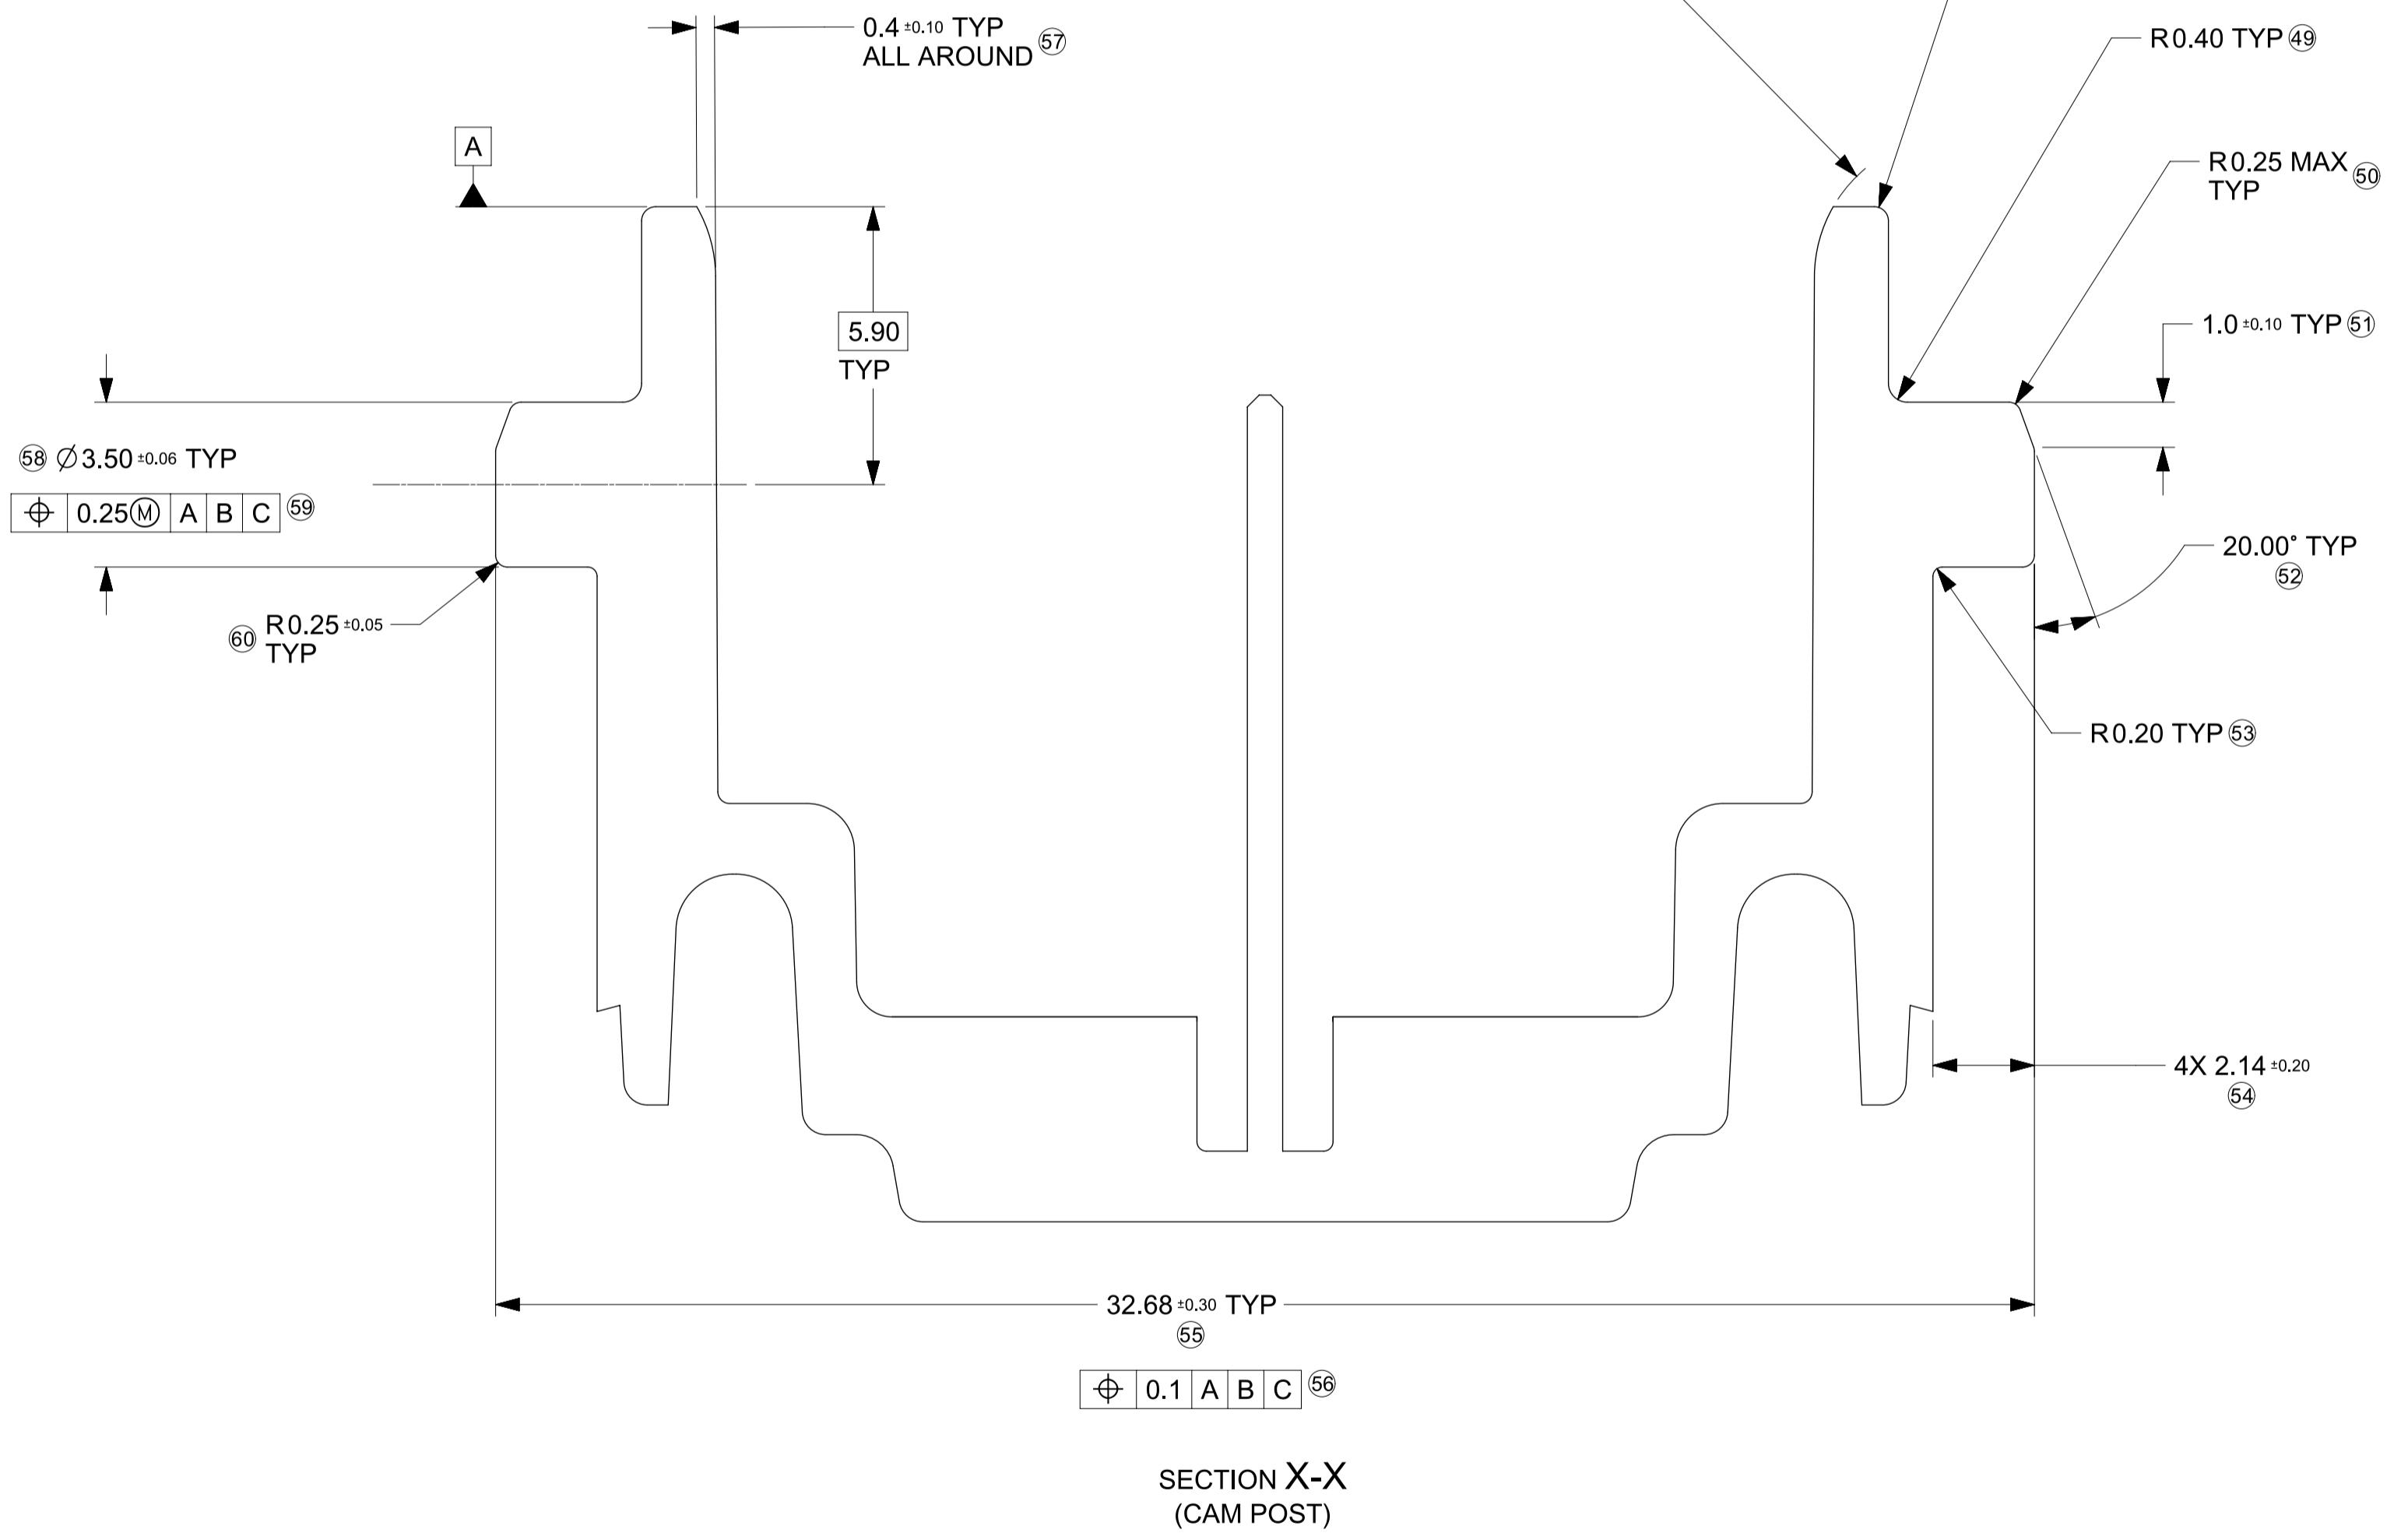 0.4 ±0.10 TYP
ALL AROUND 57
R0.40 TYP 49
A
R0.25 MAX
TYP 50
5.90
TYP
1.0 ±0.10 TYP 51
58 Ø3.50 ±0.06 TYP
⌖ 0.25Ⓜ A B C 59
20.00° TYP
52
60 R0.25 ±0.05
TYP
R0.20 TYP 53
4X 2.14 ±0.20
54
32.68 ±0.30 TYP
55
⌖ 0.1 A B C 56
SECTION X-X
(CAM POST)